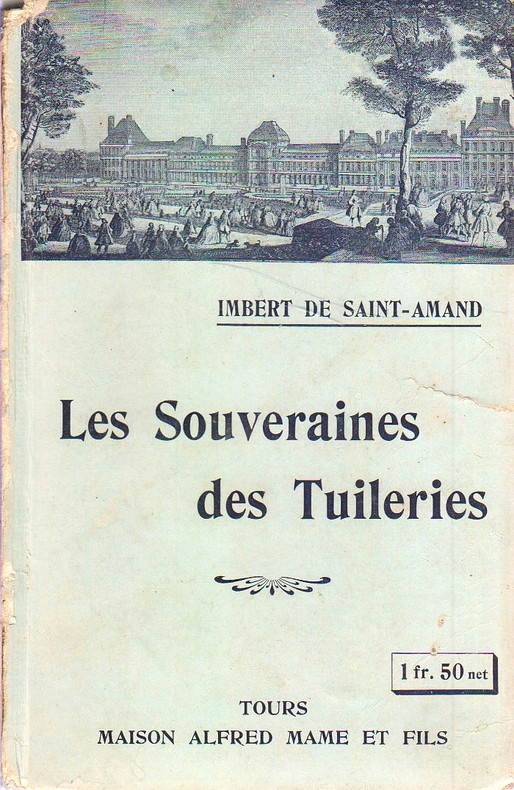 IMBERT DE SAINT-AMAND
Les Souveraines
des Tuileries
1 fr. 50 net
TOURS
MAISON ALFRED MAME ET FILS